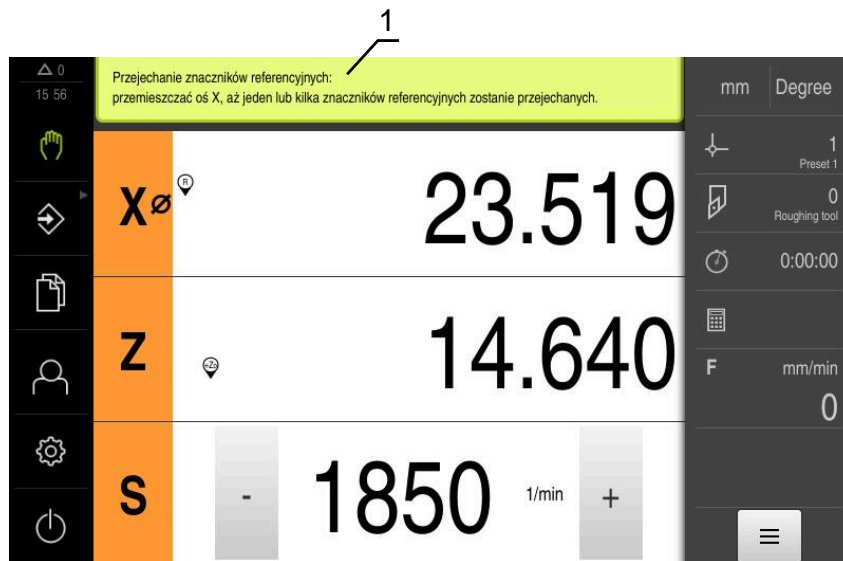 1
0
15 56
Przejechanie znaczników referencyjnych:
przemieszczać oś X, aż jeden lub kilka znaczników referencyjnych zostanie przejechanych.
mm Degree
X Ø R 23.519
1
Preset 1
0
Roughing tool
0:00:00
Z +Zo 14.640
F mm/min
0
S - 1850 1/min +